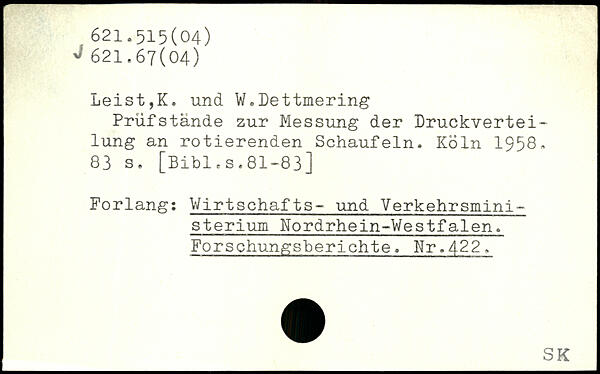 621.515(04)
621.67(04)
Leist,K. und W.Dettmering
Prüfstände zur Messung der Druckvertei-
lung an rotierenden Schaufeln. Köln 1958.
83 s. [Bibl.s.81-83]
Forlang: Wirtschafts- und Verkehrsmini-
sterium Nordrhein-Westfalen.
Forschungsberichte. Nr.422.
SK